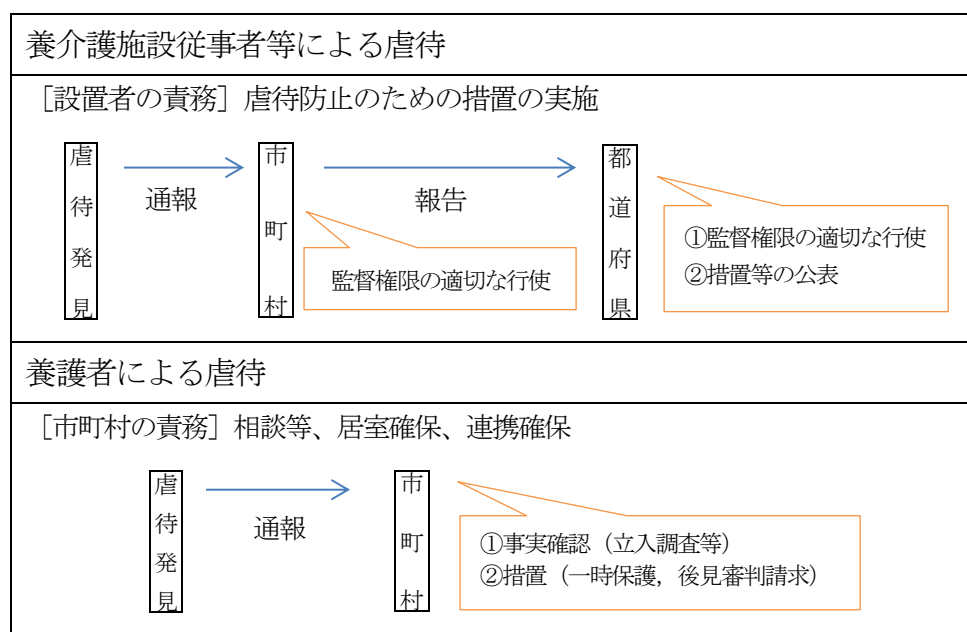 養介護施設従事者等による虐待
［設置者の責務］虐待防止のための措置の実施
虐待発見
通報
市町村
監督権限の適切な行使
報告
都道府県
①監督権限の適切な行使
②措置等の公表
養護者による虐待
［市町村の責務］相談等、居室確保、連携確保
虐待発見
通報
市町村
①事実確認（立入調査等）
②措置（一時保護，後見審判請求）